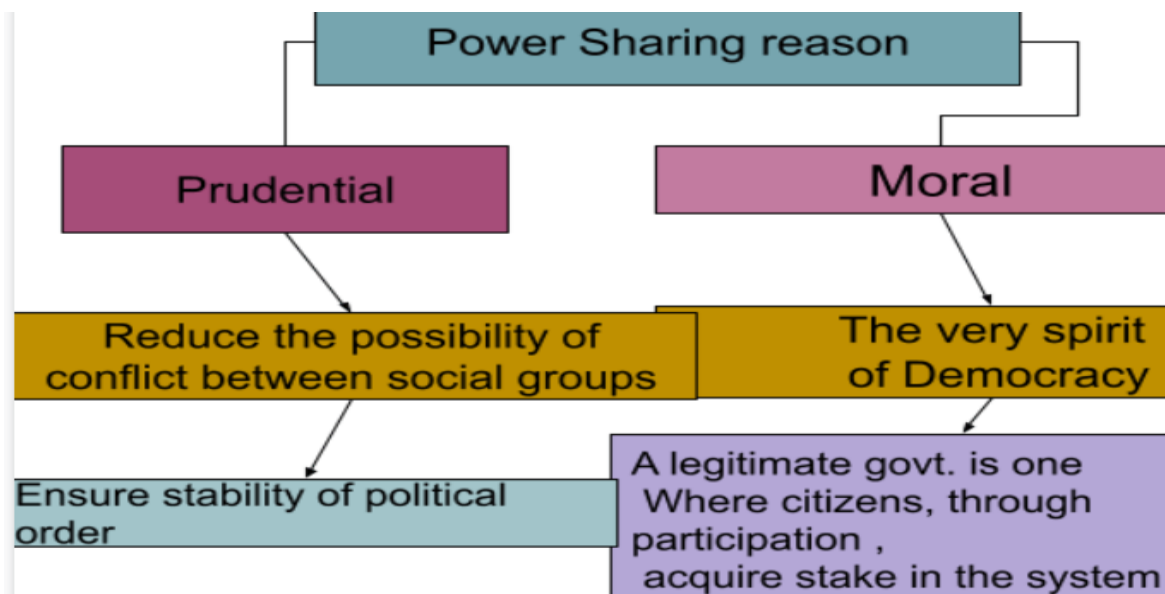 Power Sharing reason
Prudential
Moral
Reduce the possibility of
conflict between social groups
The very spirit
of Democracy
Ensure stability of political
order
A legitimate govt. is one
Where citizens, through
participation ,
acquire stake in the system